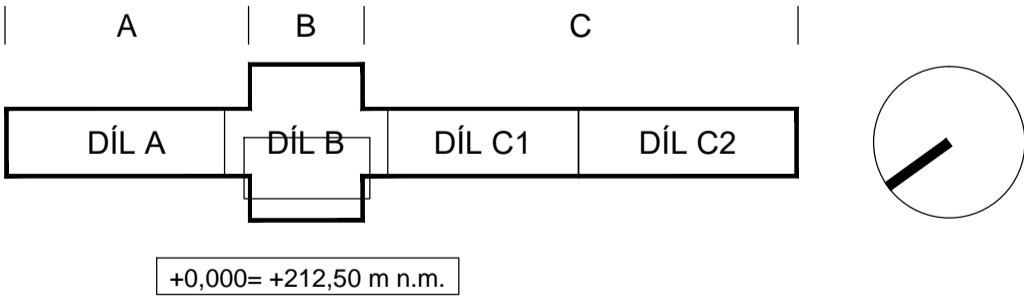 A B C
DÍL A DÍL B DÍL C1 DÍL C2
+0,000= +212,50 m n.m.